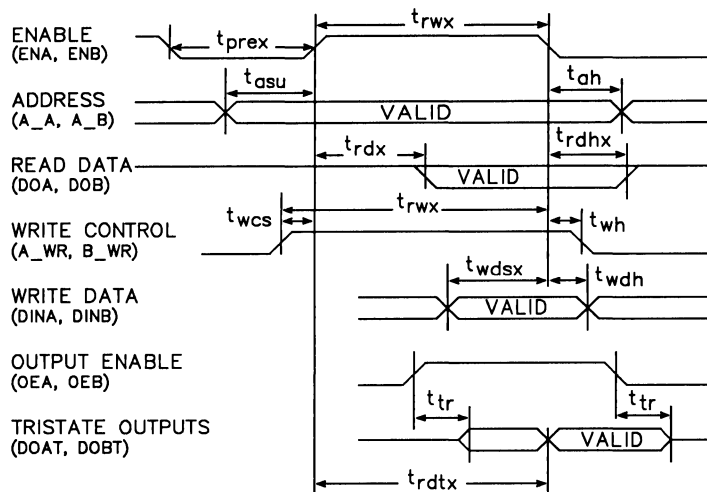 t_rwx
ENABLE
(ENA, ENB)
t_prex
t_asu
t_ah
ADDRESS
(A_A, A_B)
VALID
t_rdx
t_rdhx
READ DATA
(DOA, DOB)
VALID
t_rwx
t_wcs
t_wh
WRITE CONTROL
(A_WR, B_WR)
t_wdsx
t_wdh
WRITE DATA
(DINA, DINB)
VALID
OUTPUT ENABLE
(OEA, OEB)
t_tr
t_tr
TRISTATE OUTPUTS
(DOAT, DOBT)
VALID
t_rdtx